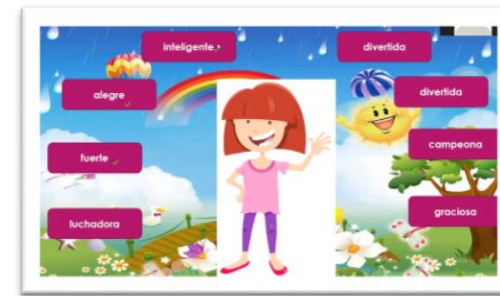 inteligente
divertida
alegre
divertida
fuerte
campeona
luchadora
graciosa